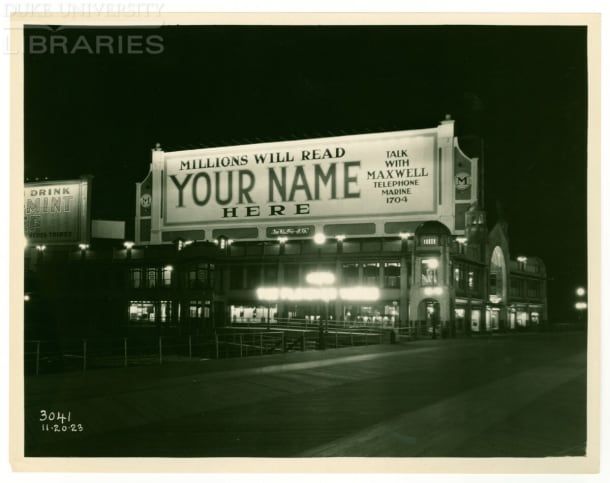 DUKE UNIVERSITY
LIBRARIES
MILLIONS WILL READ
YOUR NAME
HERE
TALK
WITH
MAXWELL
TELEPHONE
MARINE
1704
M
M
DRINK
MINT
3041
11-20-23